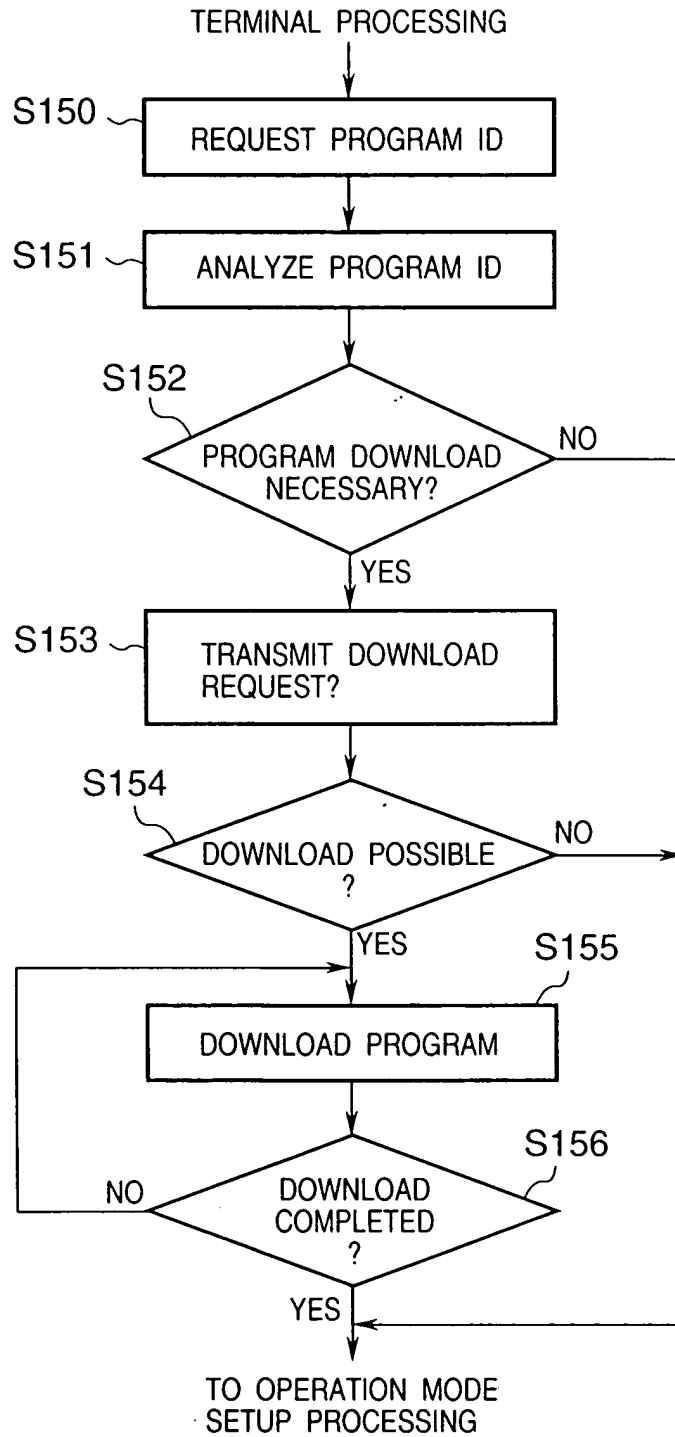 TERMINAL PROCESSING
S150
REQUEST PROGRAM ID
S151
ANALYZE PROGRAM ID
S152
PROGRAM DOWNLOAD
NECESSARY?
NO
YES
S153
TRANSMIT DOWNLOAD
REQUEST?
S154
DOWNLOAD POSSIBLE
?
NO
YES
S155
DOWNLOAD PROGRAM
S156
DOWNLOAD
COMPLETED
?
NO
YES
TO OPERATION MODE
SETUP PROCESSING